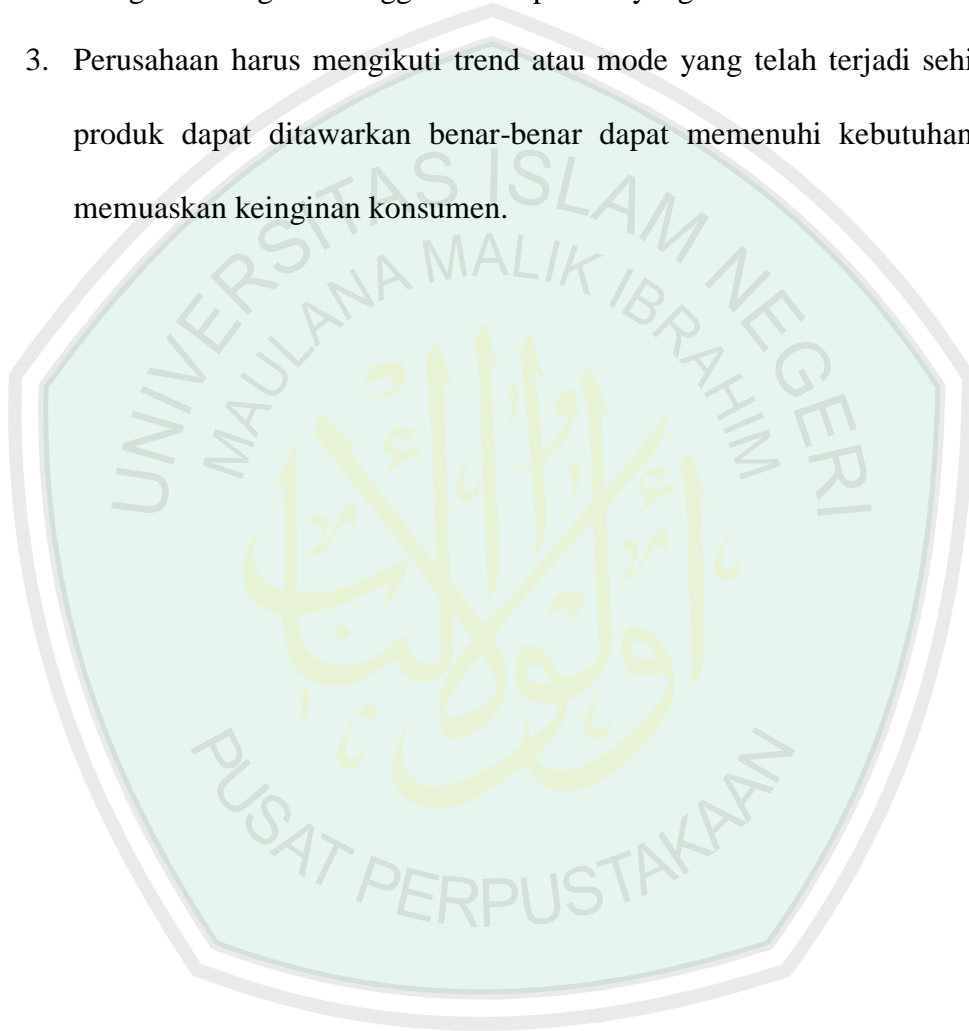 3. Perusahaan harus mengikuti trend atau mode yang telah terjadi sehi
produk dapat ditawarkan benar-benar dapat memenuhi kebutuhan
memuaskan keinginan konsumen.
UNIVERSITAS ISLAM NEGERI
MAULANA MALIK IBRAHIM
PUSAT PERPUSTAKAAN